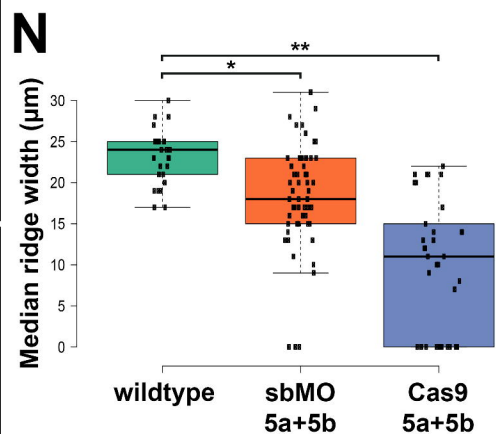 N
**
*
Median ridge width (µm)
30
25
20
15
10
5
0
wildtype
sbMO
5a+5b
Cas9
5a+5b